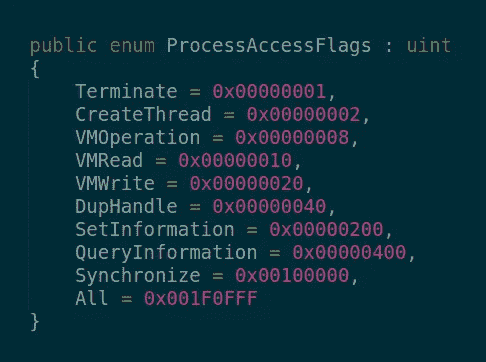 public enum ProcessAccessFlags : uint
{
    Terminate = 0x00000001,
    CreateThread = 0x00000002,
    VMOperation = 0x00000008,
    VMRead = 0x00000010,
    VMWrite = 0x00000020,
    DupHandle = 0x00000040,
    SetInformation = 0x00000200,
    QueryInformation = 0x00000400,
    Synchronize = 0x00100000,
    All = 0x001F0FFF
}